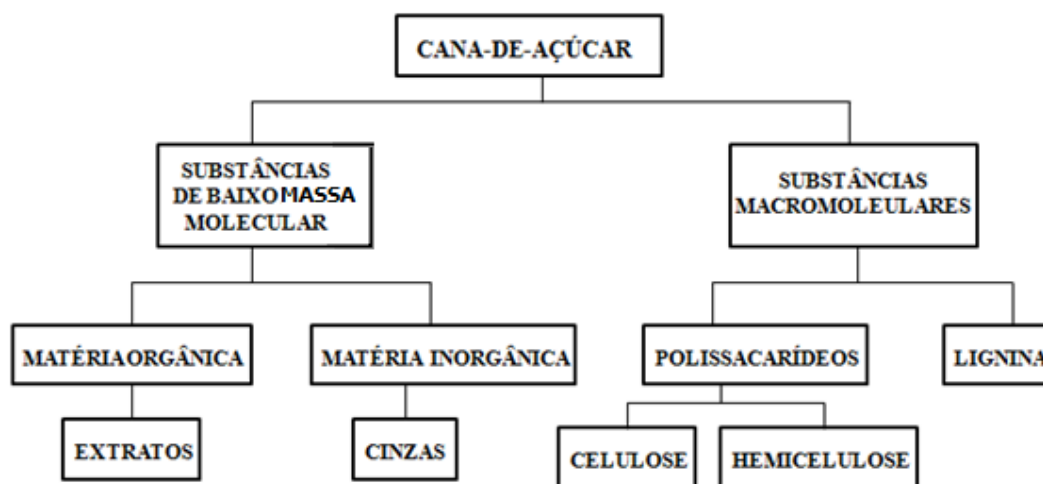 CANA-DE-AÇÚCAR
SUBSTÂNCIAS
DE BAIXO MASSA
MOLECULAR
SUBSTÂNCIAS
MACROMOLEULARES
MATÉRIA ORGÂNICA
MATÉRIA INORGÂNICA
POLISSACARÍDEOS
LIGNINA
EXTRATOS
CINZAS
CELULOSE
HEMICELULOSE